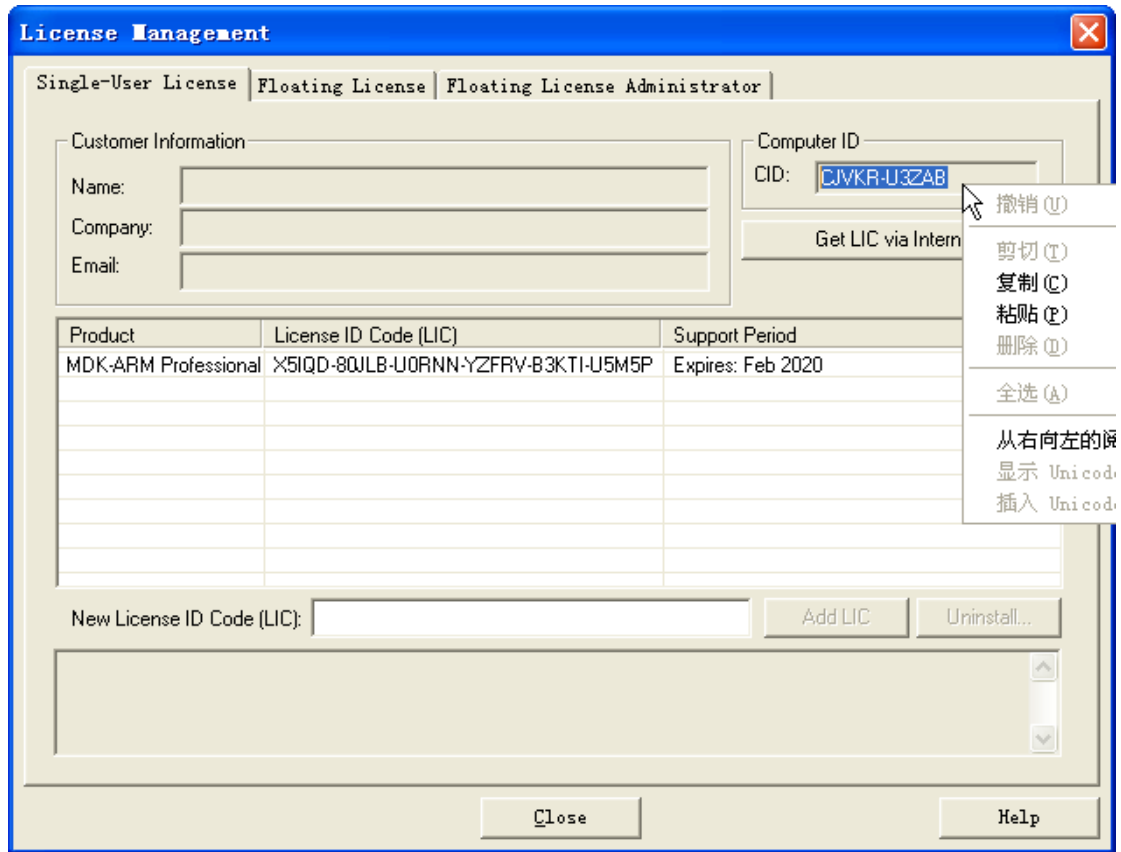 License Management
Single-User License
Floating License
Floating License Administrator
Customer Information
Name:
Company:
Email:
Computer ID
CID:
CJVKR-U3ZAB
Get LIC via Intern
撤销(U)
剪切(T)
复制(C)
粘贴(P)
删除(D)
全选(A)
从右向左的阅
显示 Unicod
插入 Unicod
Product
License ID Code (LIC)
Support Period
MDK-ARM Professional
X5IQD-80JLB-U0RNN-YZFRV-B3KTI-U5M5P
Expires: Feb 2020
New License ID Code (LIC):
Add LIC
Uninstall...
Close
Help